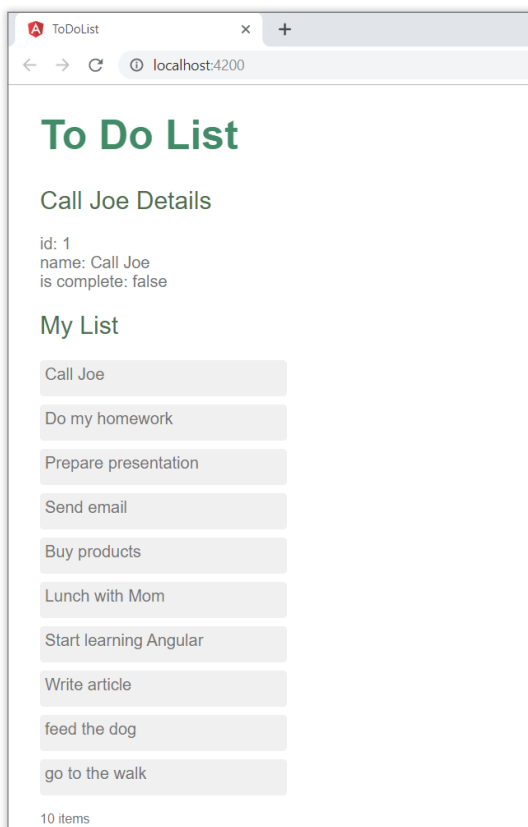 ToDoList
localhost:4200
To Do List
Call Joe Details
id: 1
name: Call Joe
is complete: false
My List
Call Joe
Do my homework
Prepare presentation
Send email
Buy products
Lunch with Mom
Start learning Angular
Write article
feed the dog
go to the walk
10 items